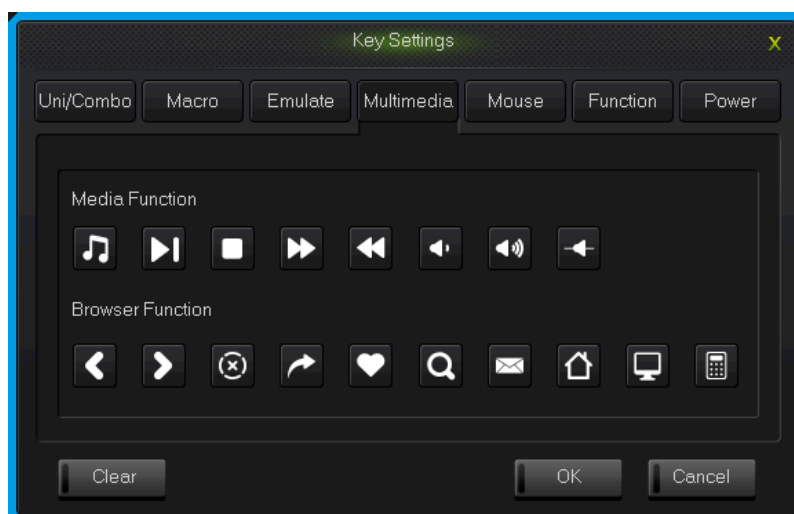 Key Settings
X
Uni/Combo Macro Emulate Multimedia Mouse Function Power
Media Function
Browser Function
Clear OK Cancel